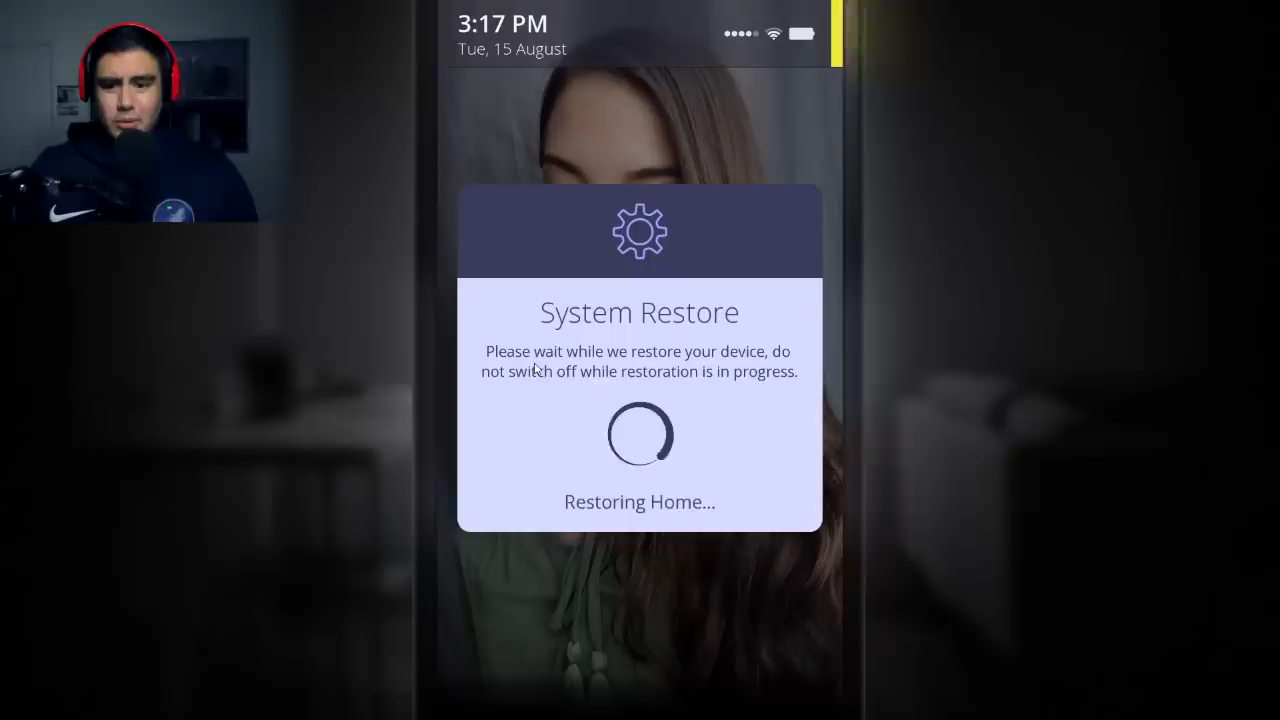 3:17 PM
Tue, 15 August
System Restore
Please wait while we restore your device, do
not switch off while restoration is in progress.
Restoring Home...